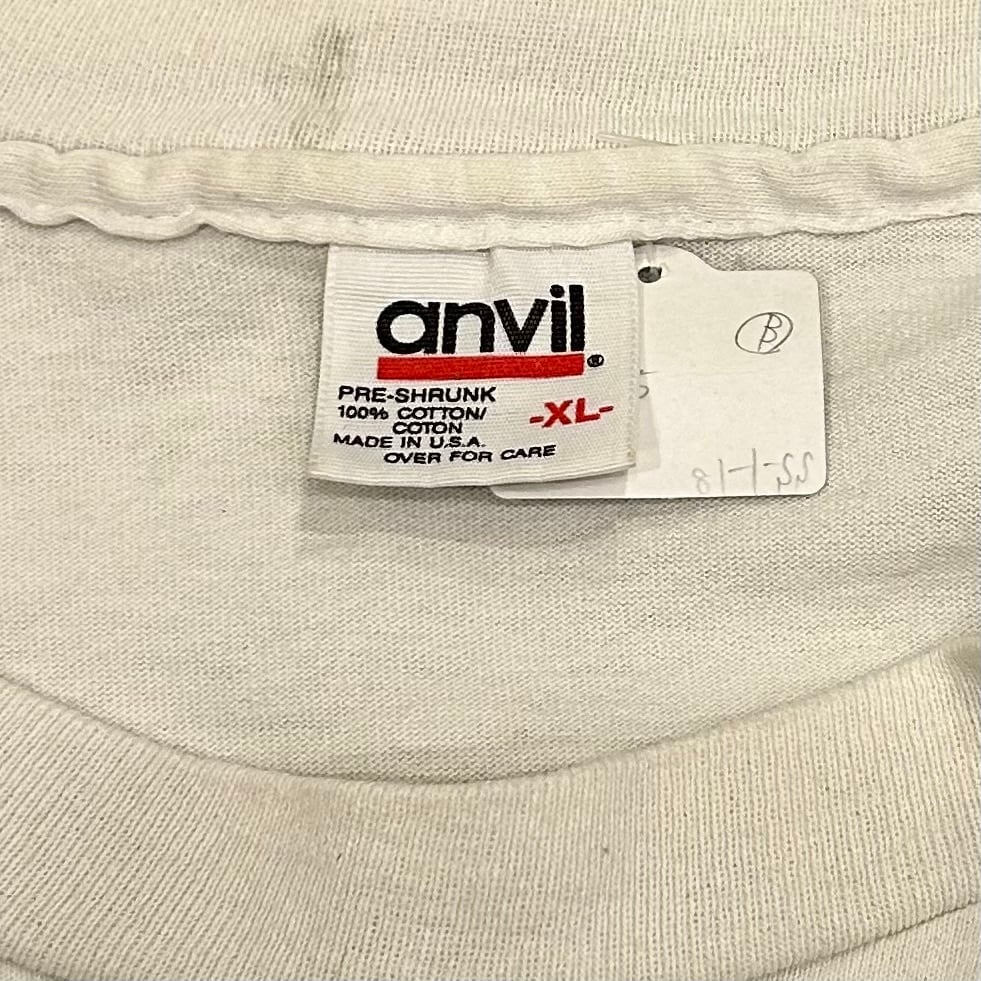 anvil®
PRE-SHRUNK
100% COTTON/
COTON
-XL-
MADE IN U.S.A.
OVER FOR CARE
B